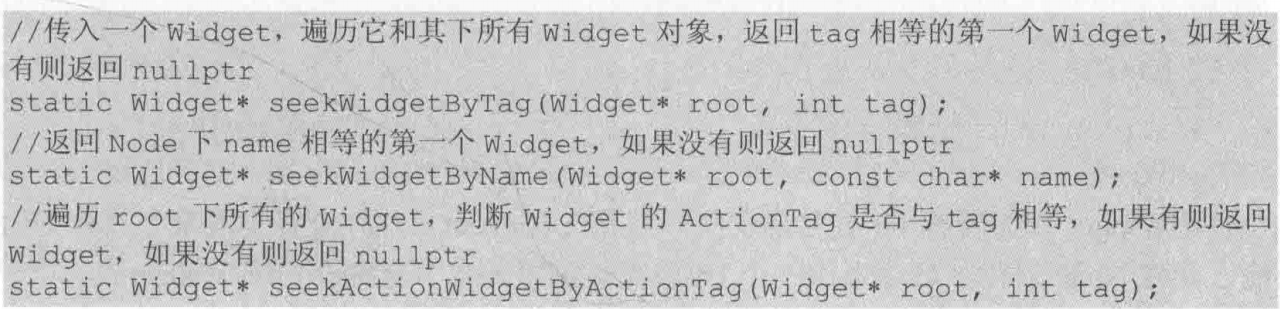 //传入一个 Widget，遍历它和其下所有 Widget 对象，返回 tag 相等的第一个 Widget，如果没
有则返回 nullptr
static Widget* seekWidgetByTag(Widget* root, int tag);
//返回 Node 下 name 相等的第一个 Widget，如果没有则返回 nullptr
static Widget* seekWidgetByName(Widget* root, const char* name);
//遍历 root 下所有的 Widget，判断 Widget 的 ActionTag 是否与 tag 相等，如果有则返回
Widget，如果没有则返回 nullptr
static Widget* seekActionWidgetByActionTag(Widget* root, int tag);